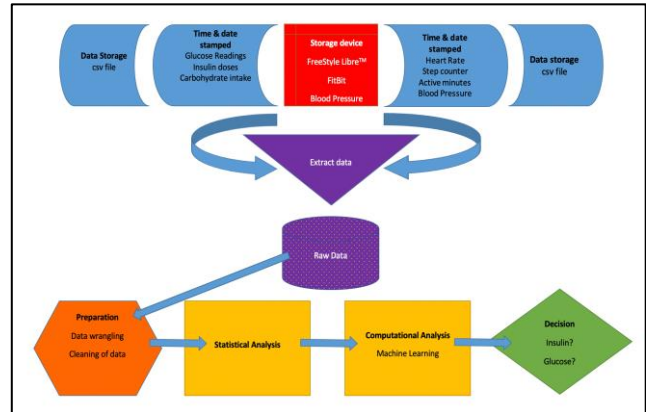 Data Storage
csv file
Time & date
stamped
Glucose Readings
Insulin doses
Carbohydrate intake
Storage device
FreeStyle Libre™
FitBit
Blood Pressure
Time & date
stamped
Heart Rate
Step counter
Active minutes
Blood Pressure
Data storage
csv file
Extract data
Raw Data
Preparation
Data wrangling
Cleaning of data
Statistical Analysis
Computational Analysis
Machine Learning
Decision
Insulin?
Glucose?